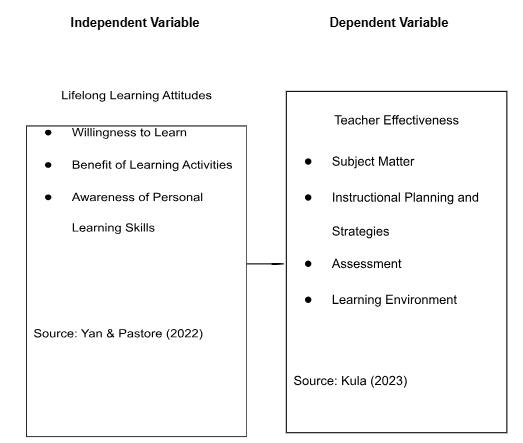 Independent Variable
Dependent Variable
Lifelong Learning Attitudes
● Willingness to Learn
● Benefit of Learning Activities
● Awareness of Personal
Learning Skills
Source: Yan & Pastore (2022)
Teacher Effectiveness
● Subject Matter
● Instructional Planning and
Strategies
● Assessment
● Learning Environment
Source: Kula (2023)